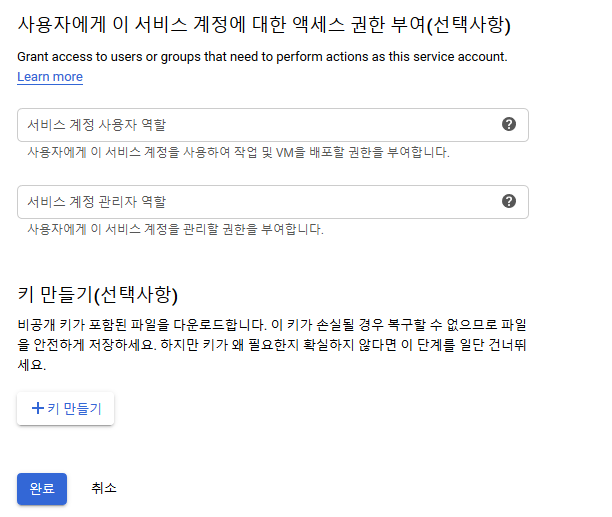 사용자에게 이 서비스 계정에 대한 액세스 권한 부여(선택사항)
Grant access to users or groups that need to perform actions as this service account.
Learn more
서비스 계정 사용자 역할
사용자에게 이 서비스 계정을 사용하여 작업 및 VM을 배포할 권한을 부여합니다.
서비스 계정 관리자 역할
사용자에게 이 서비스 계정을 관리할 권한을 부여합니다.
키 만들기(선택사항)
비공개 키가 포함된 파일을 다운로드합니다. 이 키가 손실될 경우 복구할 수 없으므로 파일
을 안전하게 저장하세요. 하지만 키가 왜 필요한지 확실하지 않다면 이 단계를 일단 건너뛰
세요.
+키 만들기
완료 취소